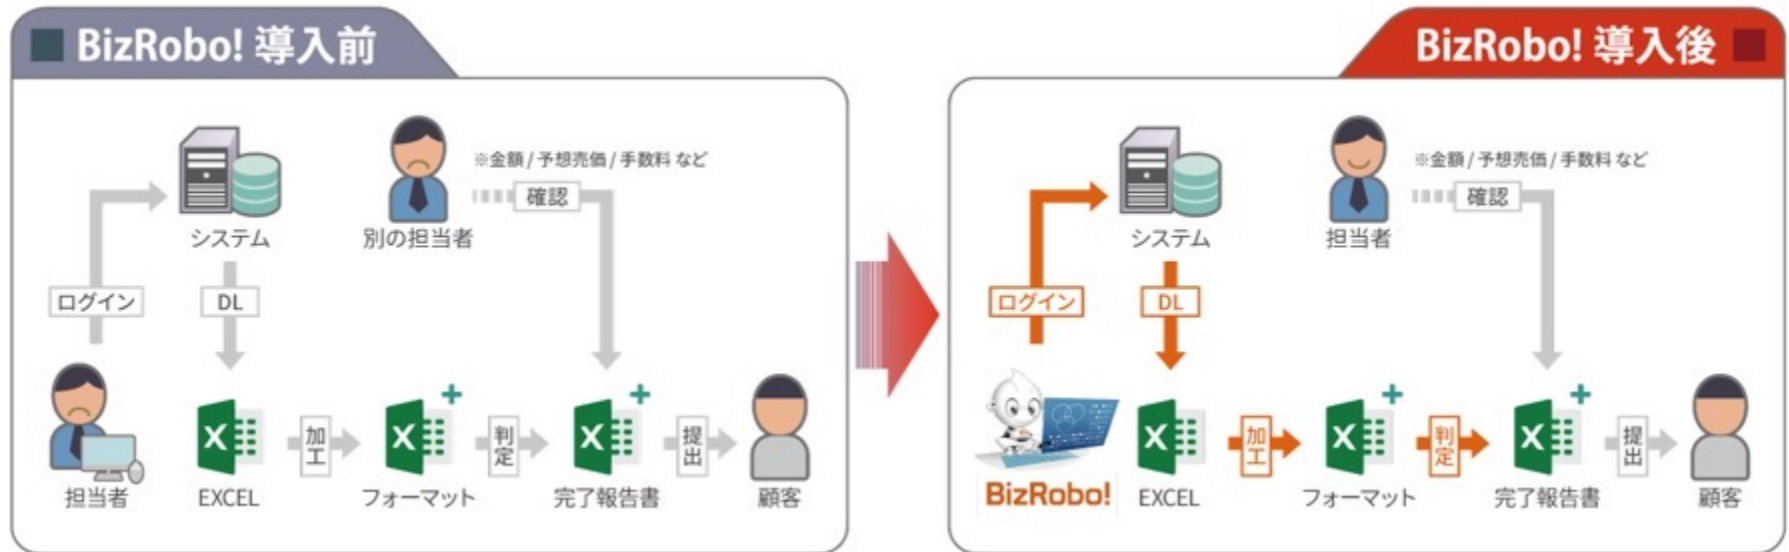 BizRobo! 導入前
システム
別の担当者
※金額 / 予想売価 / 手数料 など
確認
ログイン
DL
担当者
EXCEL
加工
フォーマット
判定
完了報告書
提出
顧客
BizRobo! 導入後
システム
担当者
※金額 / 予想売価 / 手数料 など
確認
ログイン
DL
BizRobo!
EXCEL
加工
フォーマット
判定
完了報告書
提出
顧客